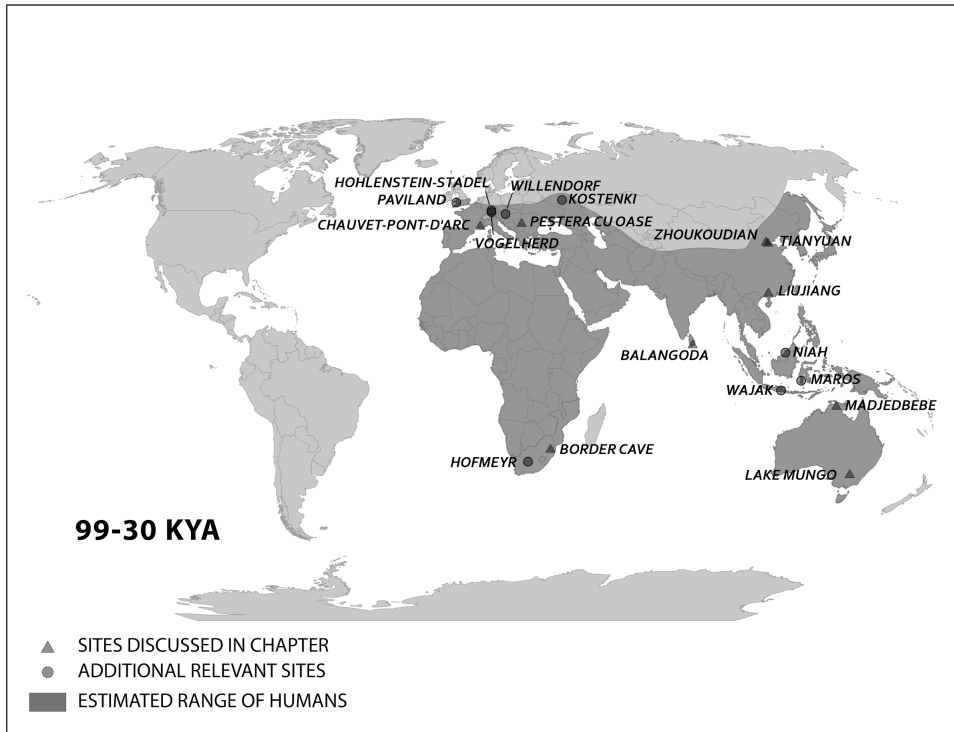 HOHLENSTEIN-STADEL
WILLENDORF
PAVILAND
KOSTENKI
CHAUVET-PONT-D'ARC
PESTERA CU OASE
VOGELHERD
ZHOUKOUDIAN
TIANYUAN
LIUJIANG
BALANGODA
NIAH
MAROS
WAJAK
MADJEDBEBE
HOFMEYR
BORDER CAVE
LAKE MUNGO
99-30 KYA
SITES DISCUSSED IN CHAPTER
ADDITIONAL RELEVANT SITES
ESTIMATED RANGE OF HUMANS